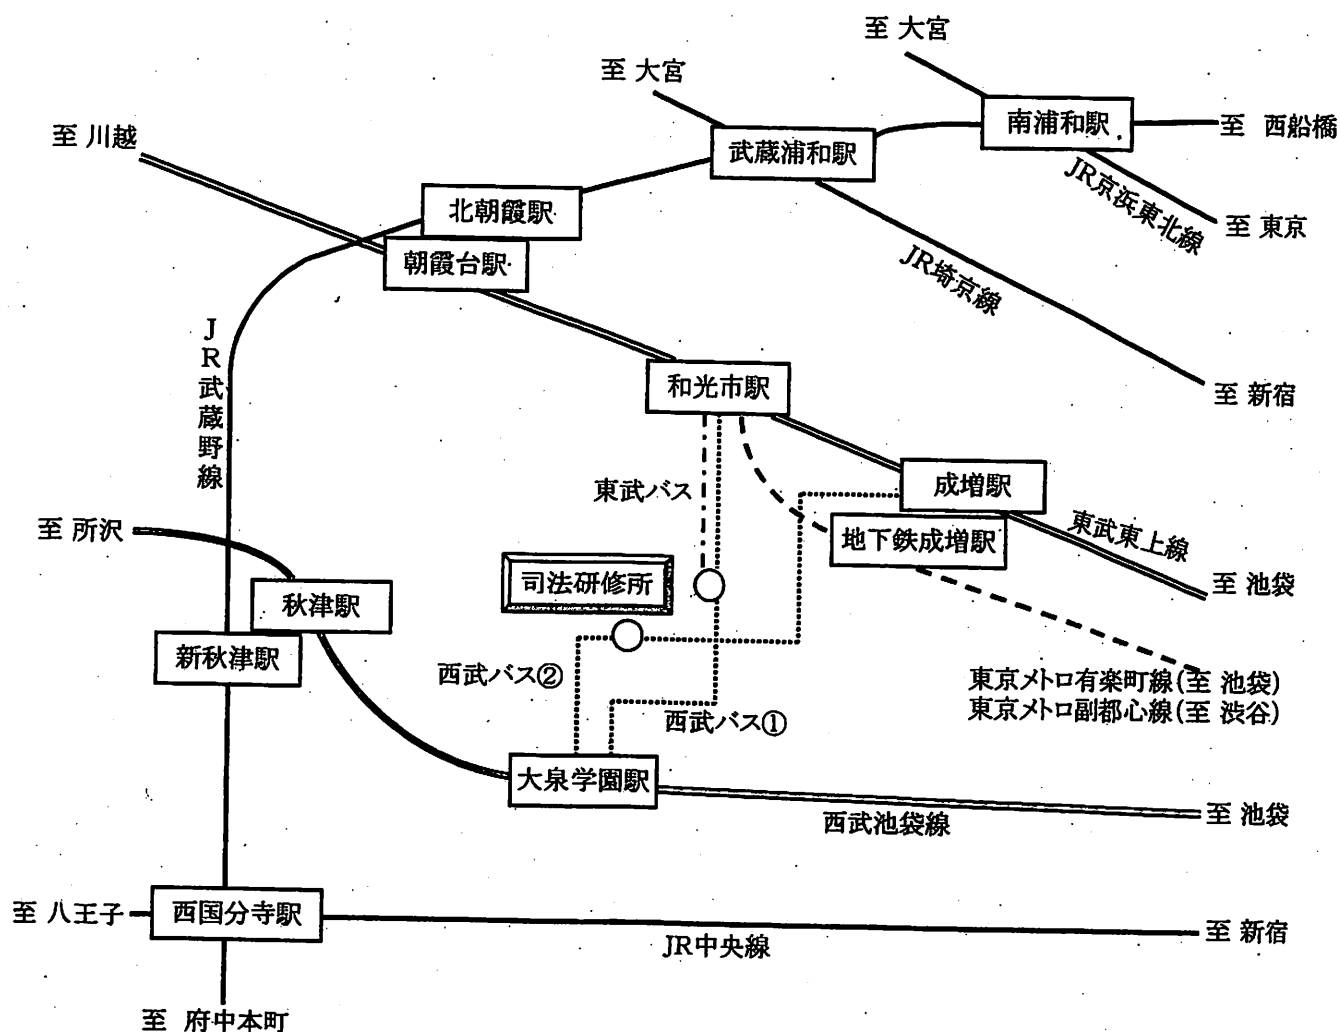 至 大宮
至 大宮
南浦和駅
至 西船橋
至 川越
武蔵浦和駅
JR京浜東北線
北朝霞駅
至 東京
朝霞台駅
JR埼京線
JR武蔵野線
和光市駅
至 新宿
成増駅
東武バス
東武東上線
至 所沢
地下鉄成増駅
司法研修所
至 池袋
秋津駅
新秋津駅
西武バス②
東京メトロ有楽町線(至 池袋)
東京メトロ副都心線(至 渋谷)
西武バス①
大泉学園駅
至 池袋
西武池袋線
至 八王子
西国分寺駅
至 新宿
JR中央線
至 府中本町